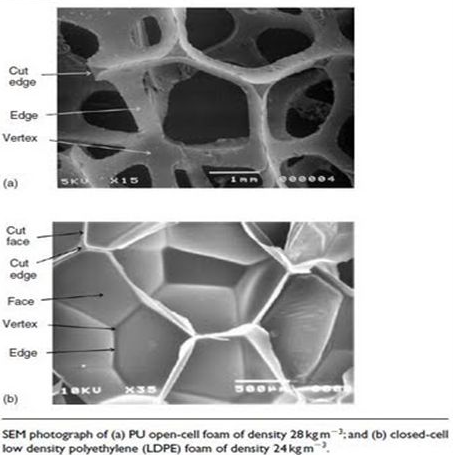 Cut
edge
Edge
Vertex
(a)
5KU X15 1mm 000004
Cut
face
Cut
edge
Face
Vertex
Edge
(b)
10KU X35 500µm
SEM photograph of (a) PU open-cell foam of density 28 kg m⁻³; and (b) closed-cell
low density polyethylene (LDPE) foam of density 24 kg m⁻³.